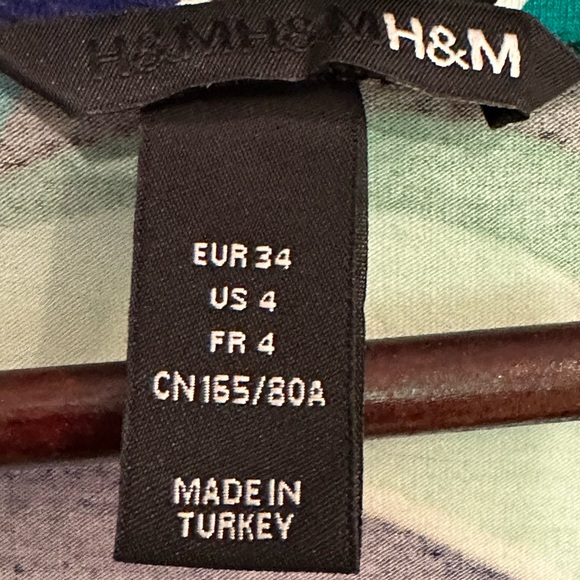 H&MH&MH&M
EUR 34
US 4
FR 4
CN165/80A
MADE IN
TURKEY